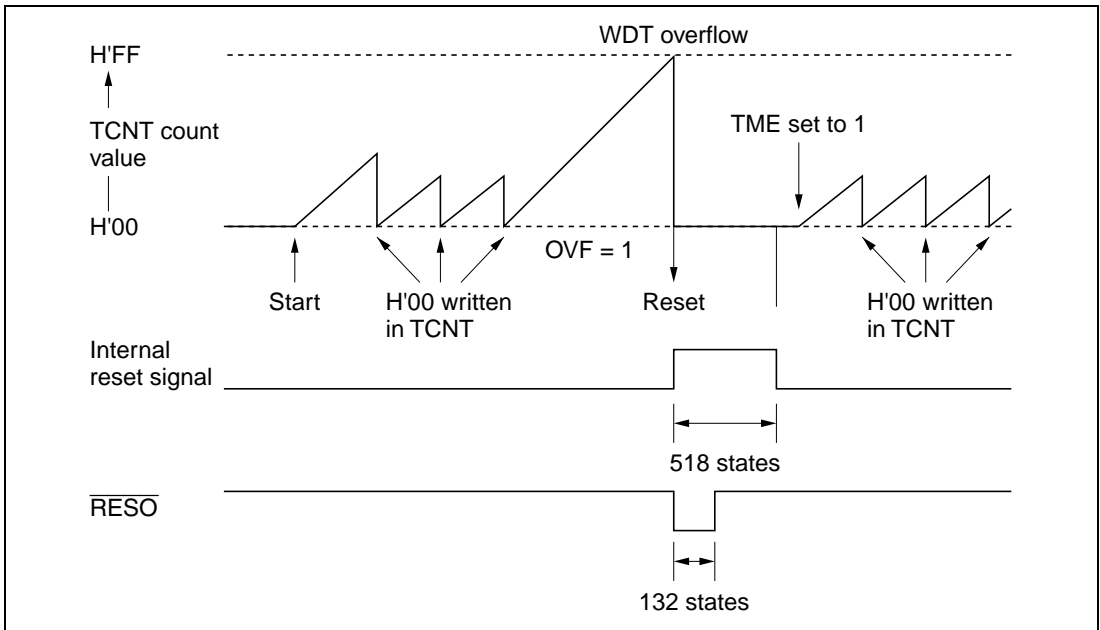 WDT overflow
H'FF
TCNT count
value
TME set to 1
H'00
OVF = 1
Start
H'00 written
in TCNT
Reset
H'00 written
in TCNT
Internal
reset signal
518 states
RESO
132 states